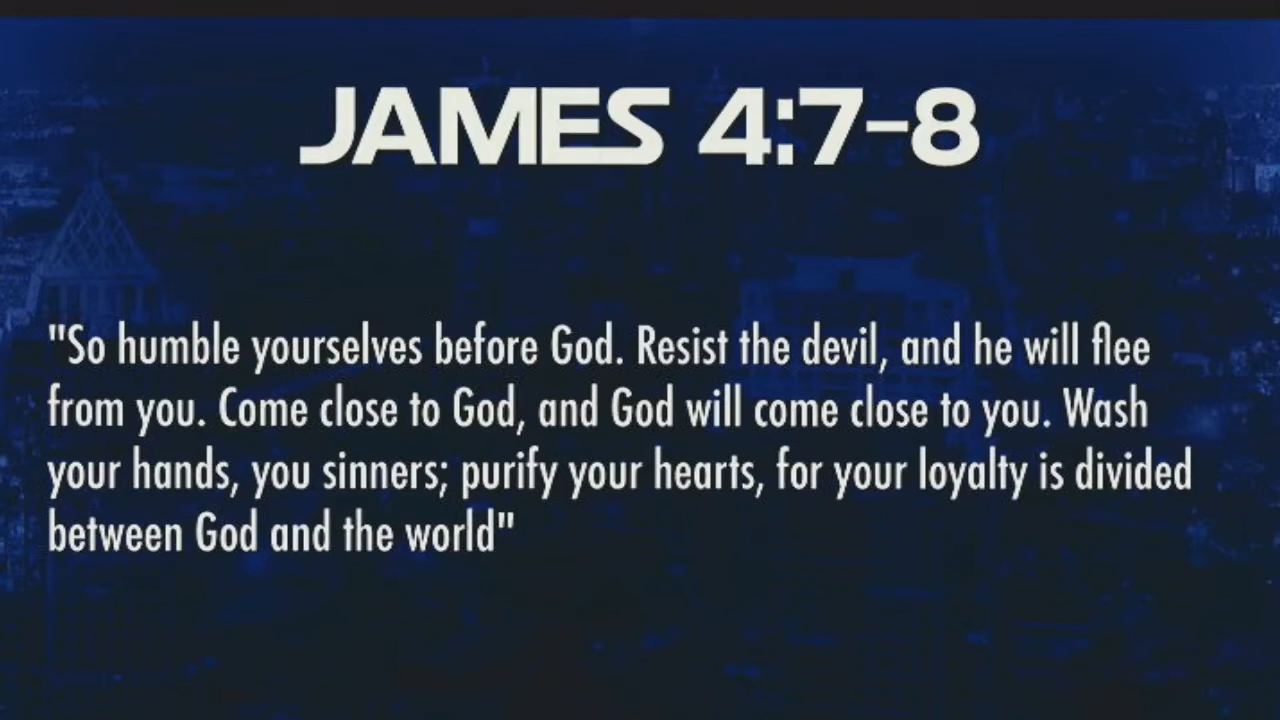 JAMES 4:7-8
"So humble yourselves before God. Resist the devil, and he will flee
from you. Come close to God, and God will come close to you. Wash
your hands, you sinners; purify your hearts, for your loyalty is divided
between God and the world"